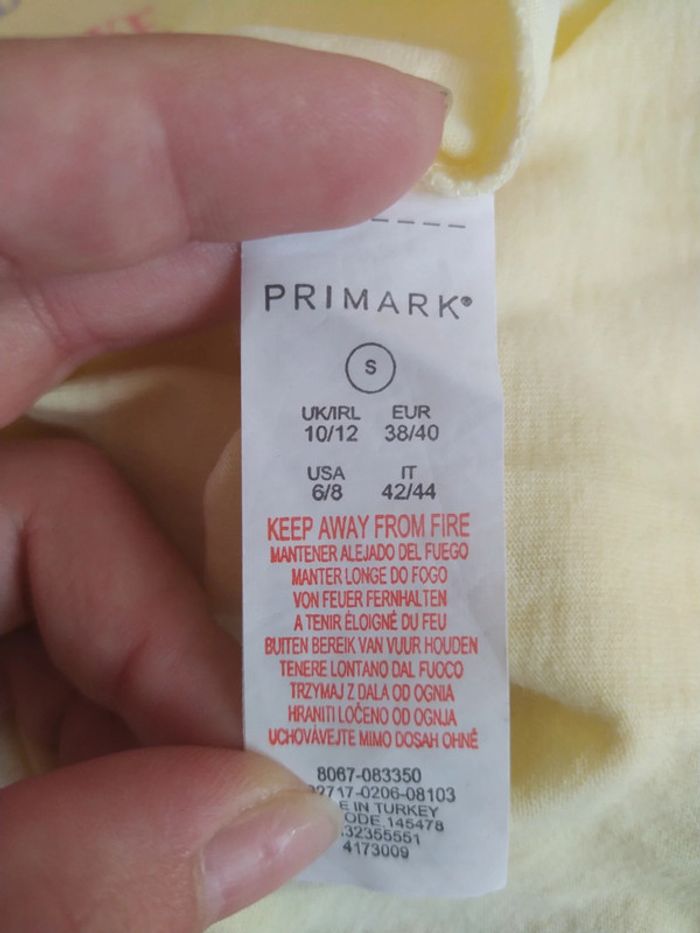 PRIMARK®
S
UK/IRL EUR
10/12 38/40
USA IT
6/8 42/44
KEEP AWAY FROM FIRE
MANTENER ALEJADO DEL FUEGO
MANTER LONGE DO FOGO
VON FEUER FERNHALTEN
A TENIR ÉLOIGNÉ DU FEU
BUITEN BEREIK VAN VUUR HOUDEN
TENERE LONTANO DAL FUOCO
TRZYMAJ Z DALA OD OGNIA
HRANITI LOČENO OD OGNJA
UCHOVÁVEJTE MIMO DOSAH OHNĚ
8067-083350
2717-0206-08103
E IN TURKEY
ODE.145478
32355551
4173009